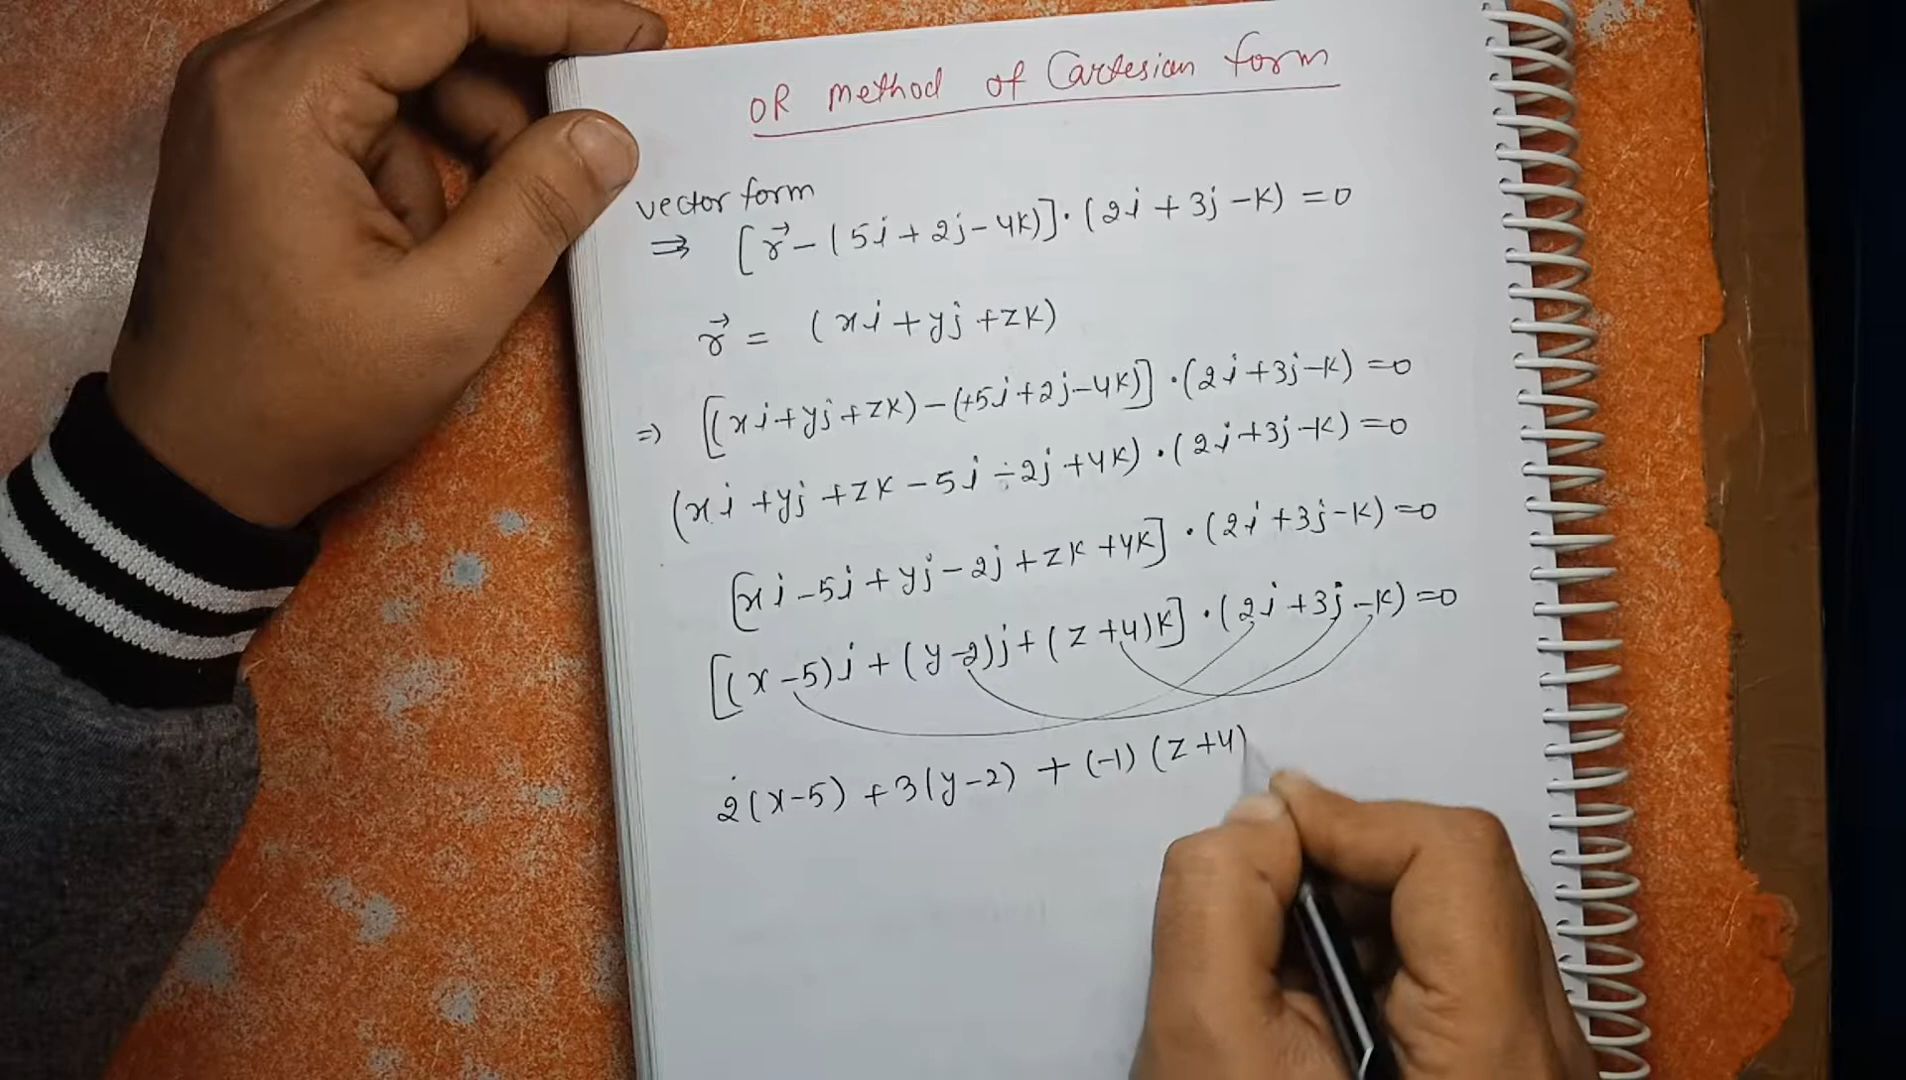 OR method of Cartesian form
vector form
⇒ [r⃗ - (5i + 2j - 4k)] · (2i + 3j - k) = 0
r⃗ = (xi + yj + zk)
⇒ [(xi + yj + zk) - (+5i + 2j - 4k)] · (2i + 3j - k) = 0
(xi + yj + zk - 5i - 2j + 4k) · (2i + 3j - k) = 0
[xi - 5i + yj - 2j + zk + 4k] · (2i + 3j - k) = 0
[(x - 5)i + (y - 2)j + (z + 4)k] · (2i + 3j - k) = 0
2(x - 5) + 3(y - 2) + (-1) (z + 4)